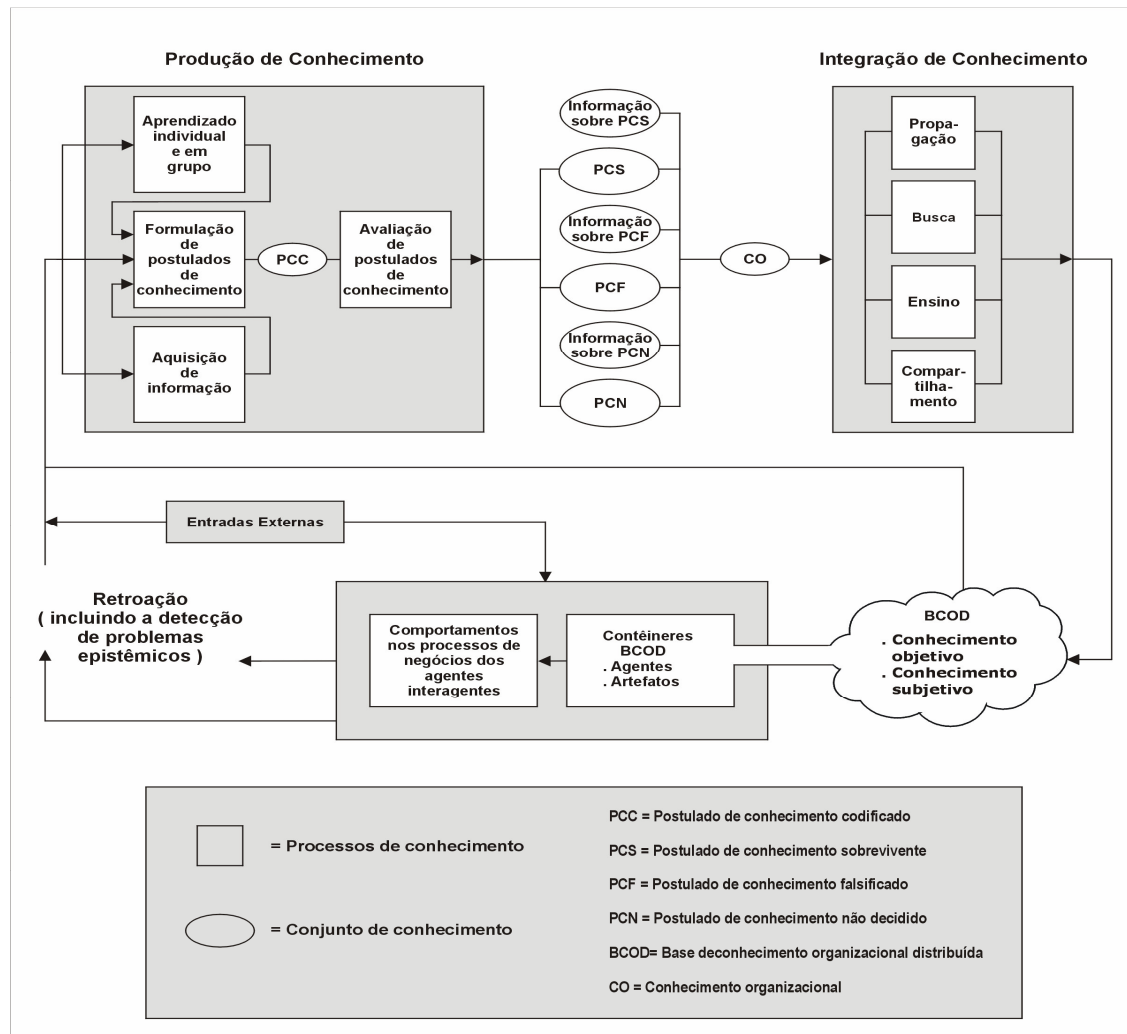 Produção de Conhecimento
Integração de Conhecimento
Aprendizado
individual
e em
grupo
Formulação
de
postulados
de
conhecimento
Aquisição
de
informação
PCC
Avaliação
de
postulados
de
conhecimento
Informação
sobre PCS
PCS
Informação
sobre PCF
PCF
Informação
sobre PCN
PCN
CO
Propa-
gação
Busca
Ensino
Compar-
tilha-
mento
Entradas Externas
Retroação
( incluindo a detecção
de problemas
epistêmicos )
Comportamentos
nos processos de
negócios dos
agentes
interagentes
Contêineres
BCOD
. Agentes
. Artefatos
BCOD
. Conhecimento
objetivo
. Conhecimento
subjetivo
= Processos de conhecimento
= Conjunto de conhecimento
PCC = Postulado de conhecimento codificado
PCS = Postulado de conhecimento sobrevivente
PCF = Postulado de conhecimento falsificado
PCN = Postulado de conhecimento não decidido
BCOD= Base deconhecimento organizacional distribuída
CO = Conhecimento organizacional